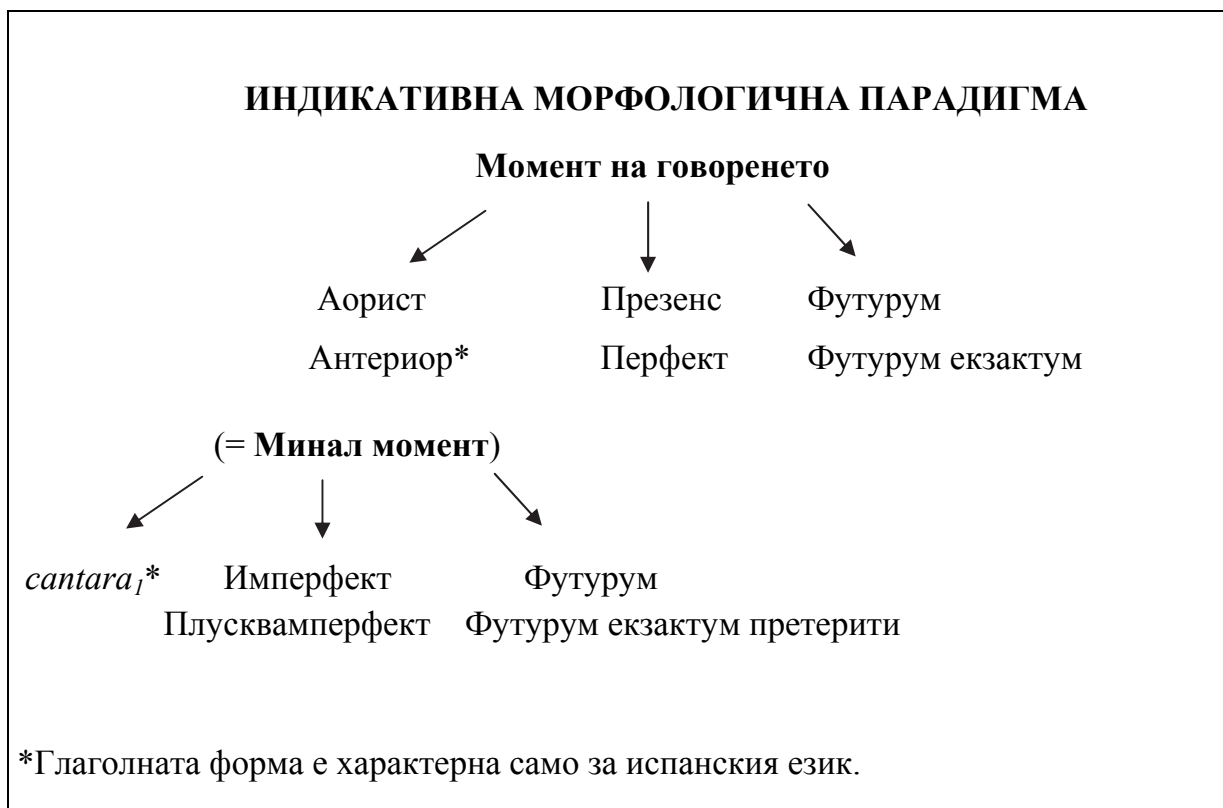 ИНДИКАТИВНА МОРФОЛОГИЧНА ПАРАДИГМА
Момент на говоренето
Аорист Презенс Футурум
Антериор* Перфект Футурум екзактум
(= Минал момент)
cantara₁* Имперфект Футурум
Плусквамперфект Футурум екзактум претерити
*Глаголната форма е характерна само за испанския език.